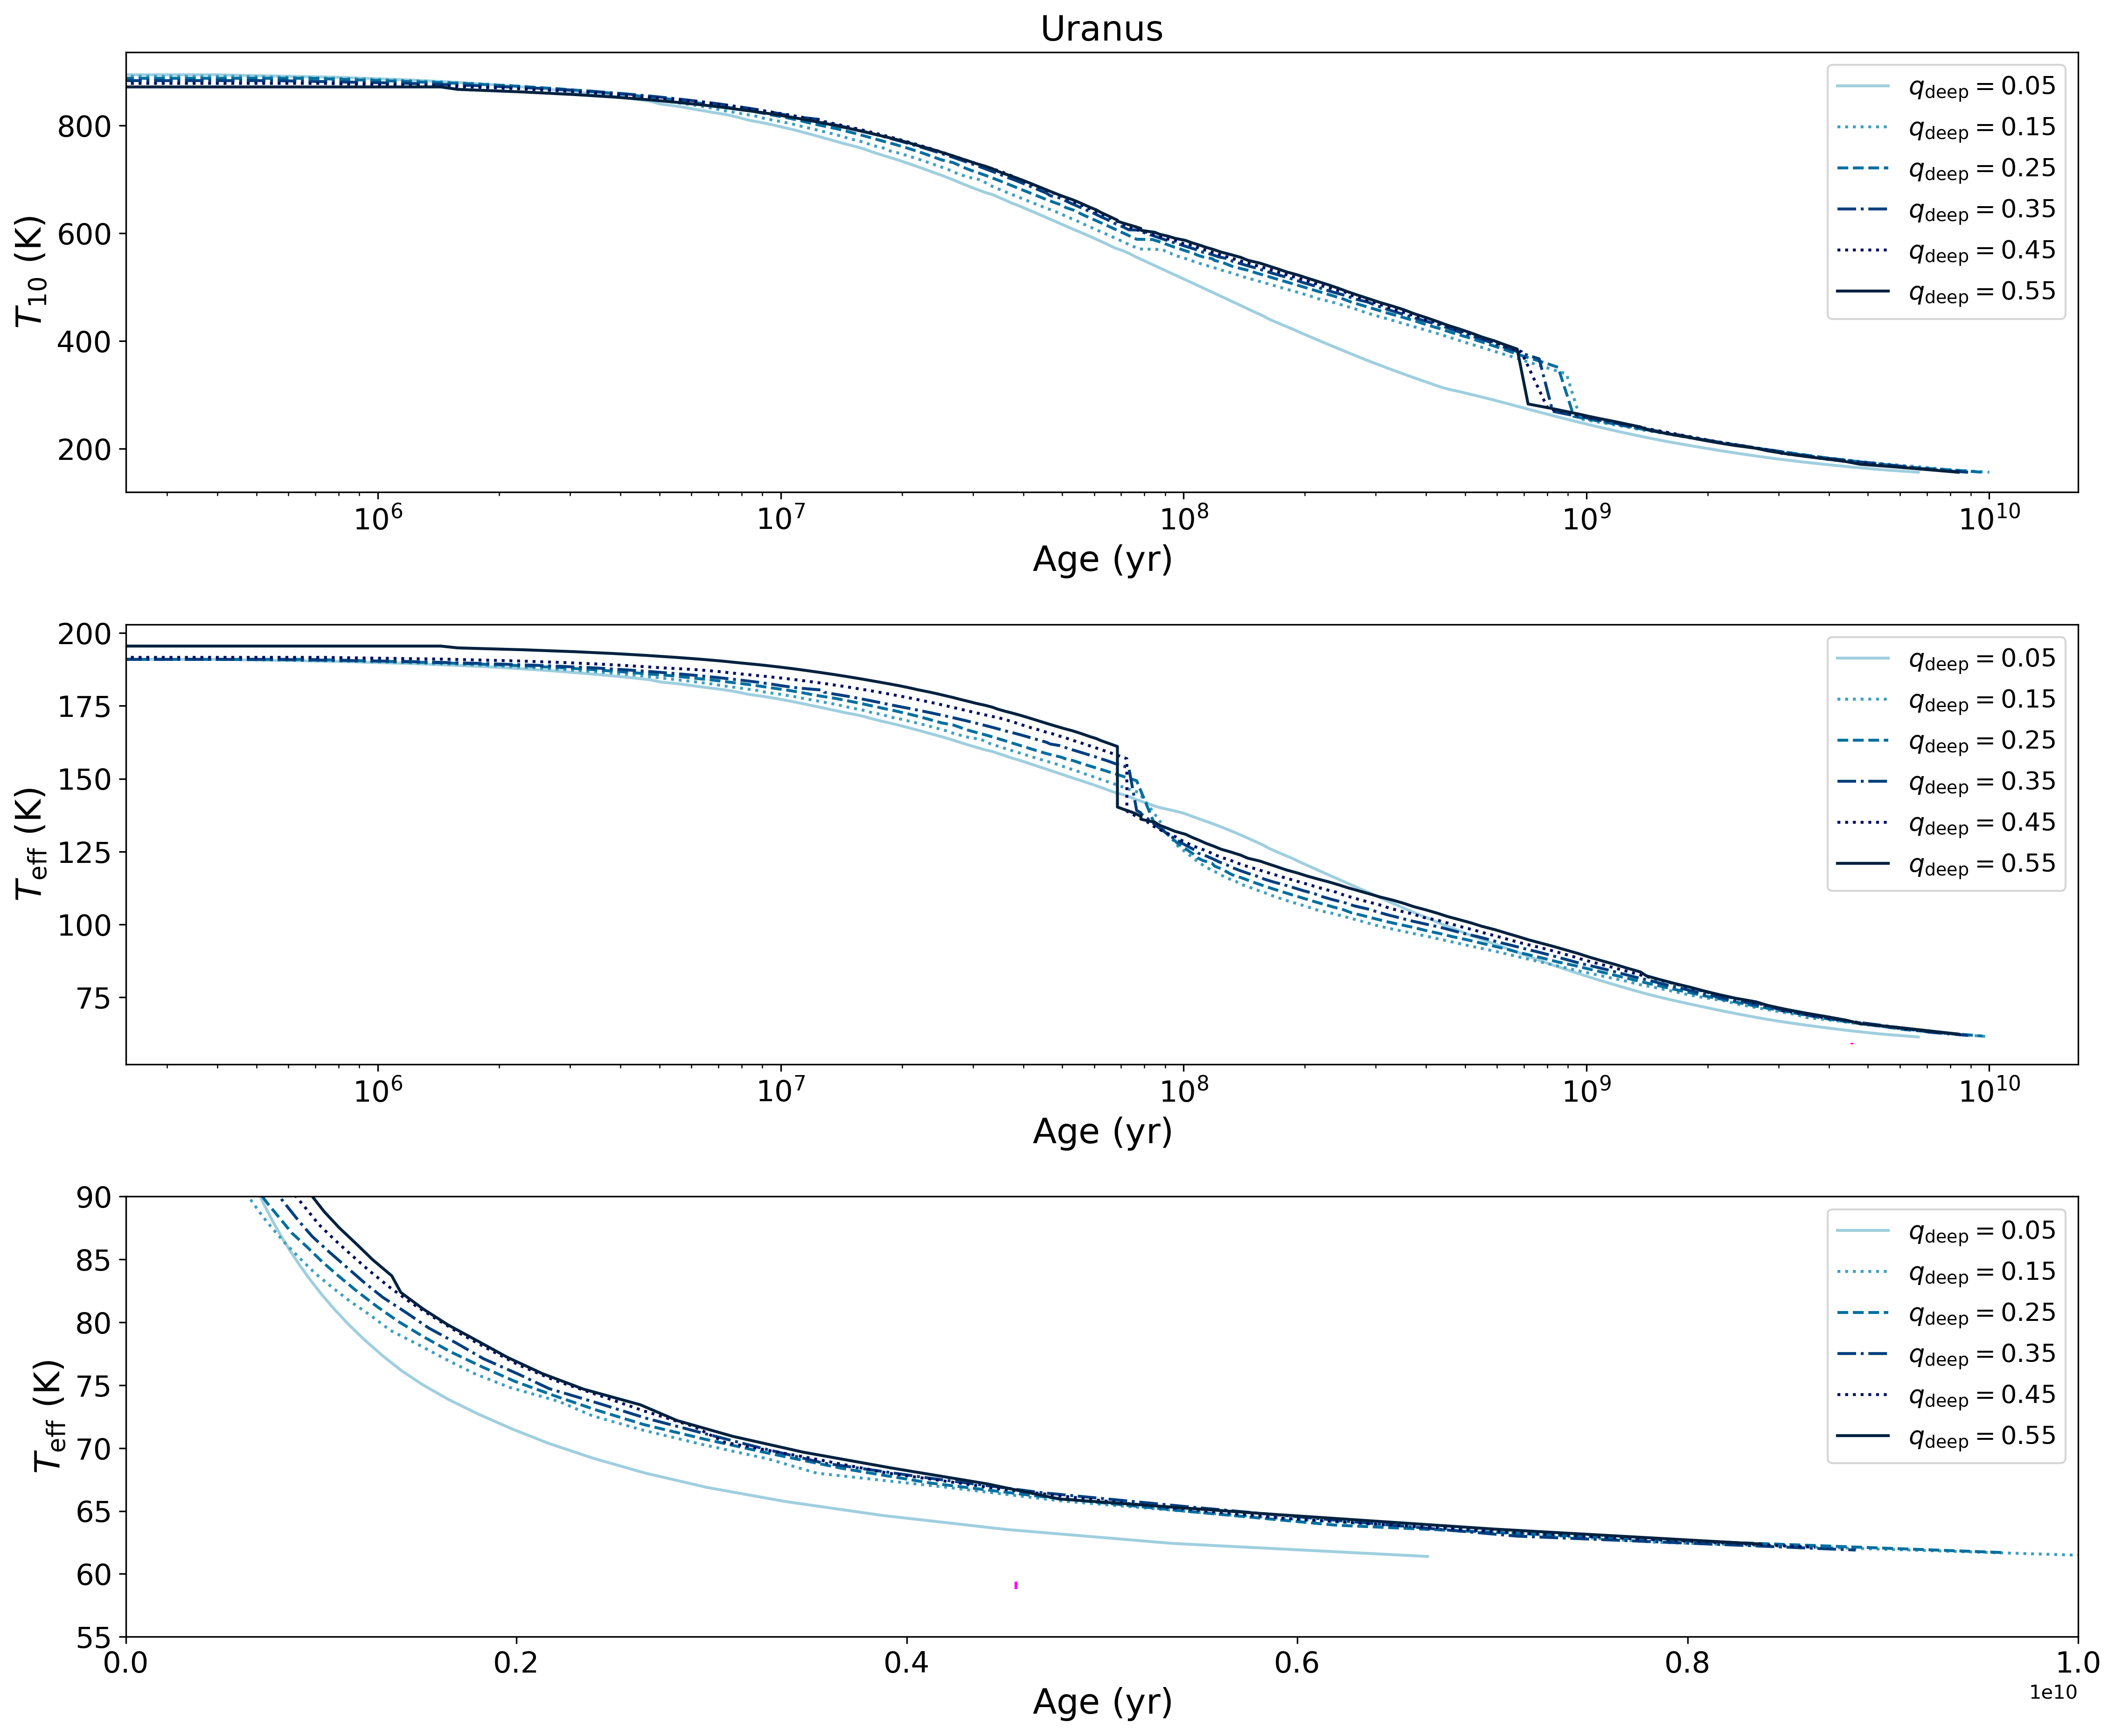 Uranus
T10 (K)
800
600
400
200
10^6 10^7 10^8 10^9 10^10
Age (yr)
qdeep = 0.05
qdeep = 0.15
qdeep = 0.25
qdeep = 0.35
qdeep = 0.45
qdeep = 0.55
Teff (K)
200
175
150
125
100
75
10^6 10^7 10^8 10^9 10^10
Age (yr)
qdeep = 0.05
qdeep = 0.15
qdeep = 0.25
qdeep = 0.35
qdeep = 0.45
qdeep = 0.55
Teff (K)
90
85
80
75
70
65
60
55
0.0 0.2 0.4 0.6 0.8 1.0
Age (yr)
1e10
qdeep = 0.05
qdeep = 0.15
qdeep = 0.25
qdeep = 0.35
qdeep = 0.45
qdeep = 0.55